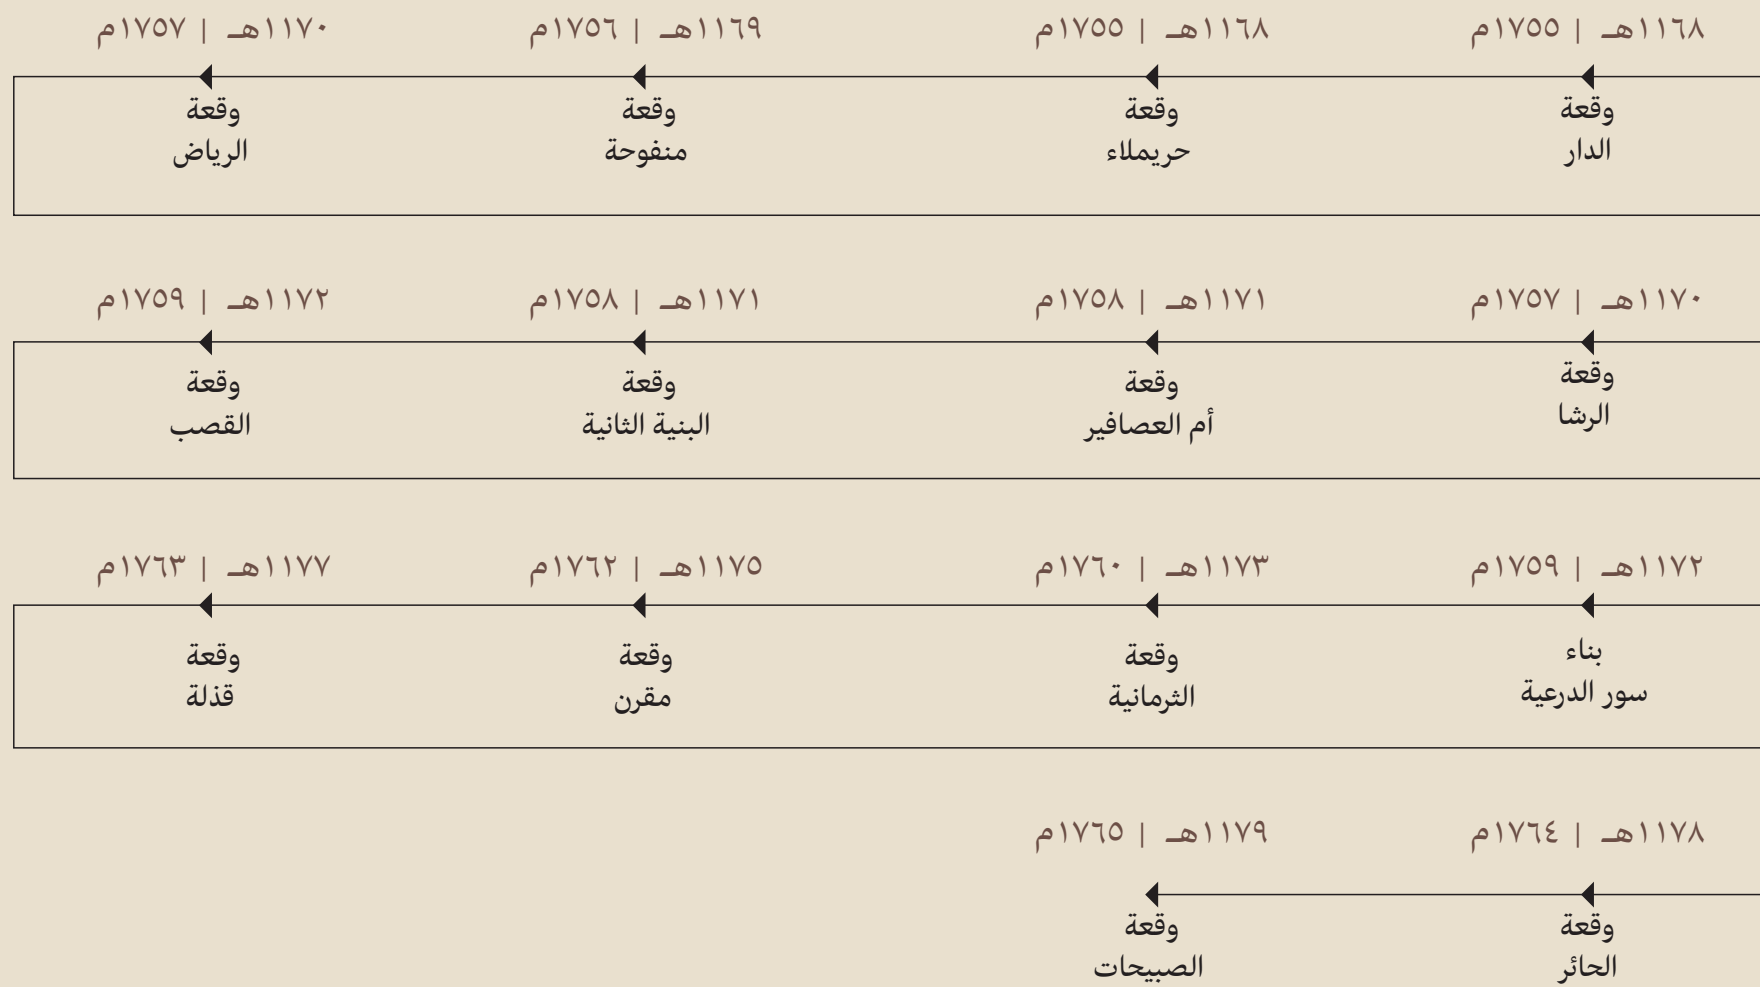 ١١٦٨هـ | ١٧٥٥م
وقعة
الدار
١١٦٨هـ | ١٧٥٥م
وقعة
حريملاء
١١٦٩هـ | ١٧٥٦م
وقعة
منفوحة
١١٧٠هـ | ١٧٥٧م
وقعة
الرياض
١١٧٠هـ | ١٧٥٧م
وقعة
الرشا
١١٧١هـ | ١٧٥٨م
وقعة
أم العصافير
١١٧١هـ | ١٧٥٨م
وقعة
البنية الثانية
١١٧٢هـ | ١٧٥٩م
وقعة
القصب
١١٧٢هـ | ١٧٥٩م
بناء
سور الدرعية
١١٧٣هـ | ١٧٦٠م
وقعة
الثرمانية
١١٧٥هـ | ١٧٦٢م
وقعة
مقرن
١١٧٧هـ | ١٧٦٣م
وقعة
قذلة
١١٧٨هـ | ١٧٦٤م
وقعة
الحائر
١١٧٩هـ | ١٧٦٥م
وقعة
الصبيحات